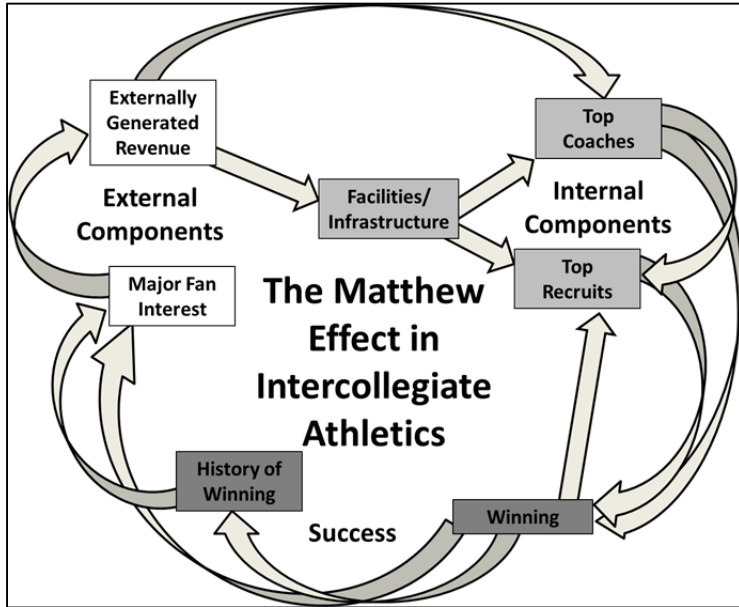 Externally
Generated
Revenue
Top
Coaches
External
Components
Facilities/
Infrastructure
Internal
Components
Major Fan
Interest
Top
Recruits
The Matthew
Effect in
Intercollegiate
Athletics
History of
Winning
Success
Winning